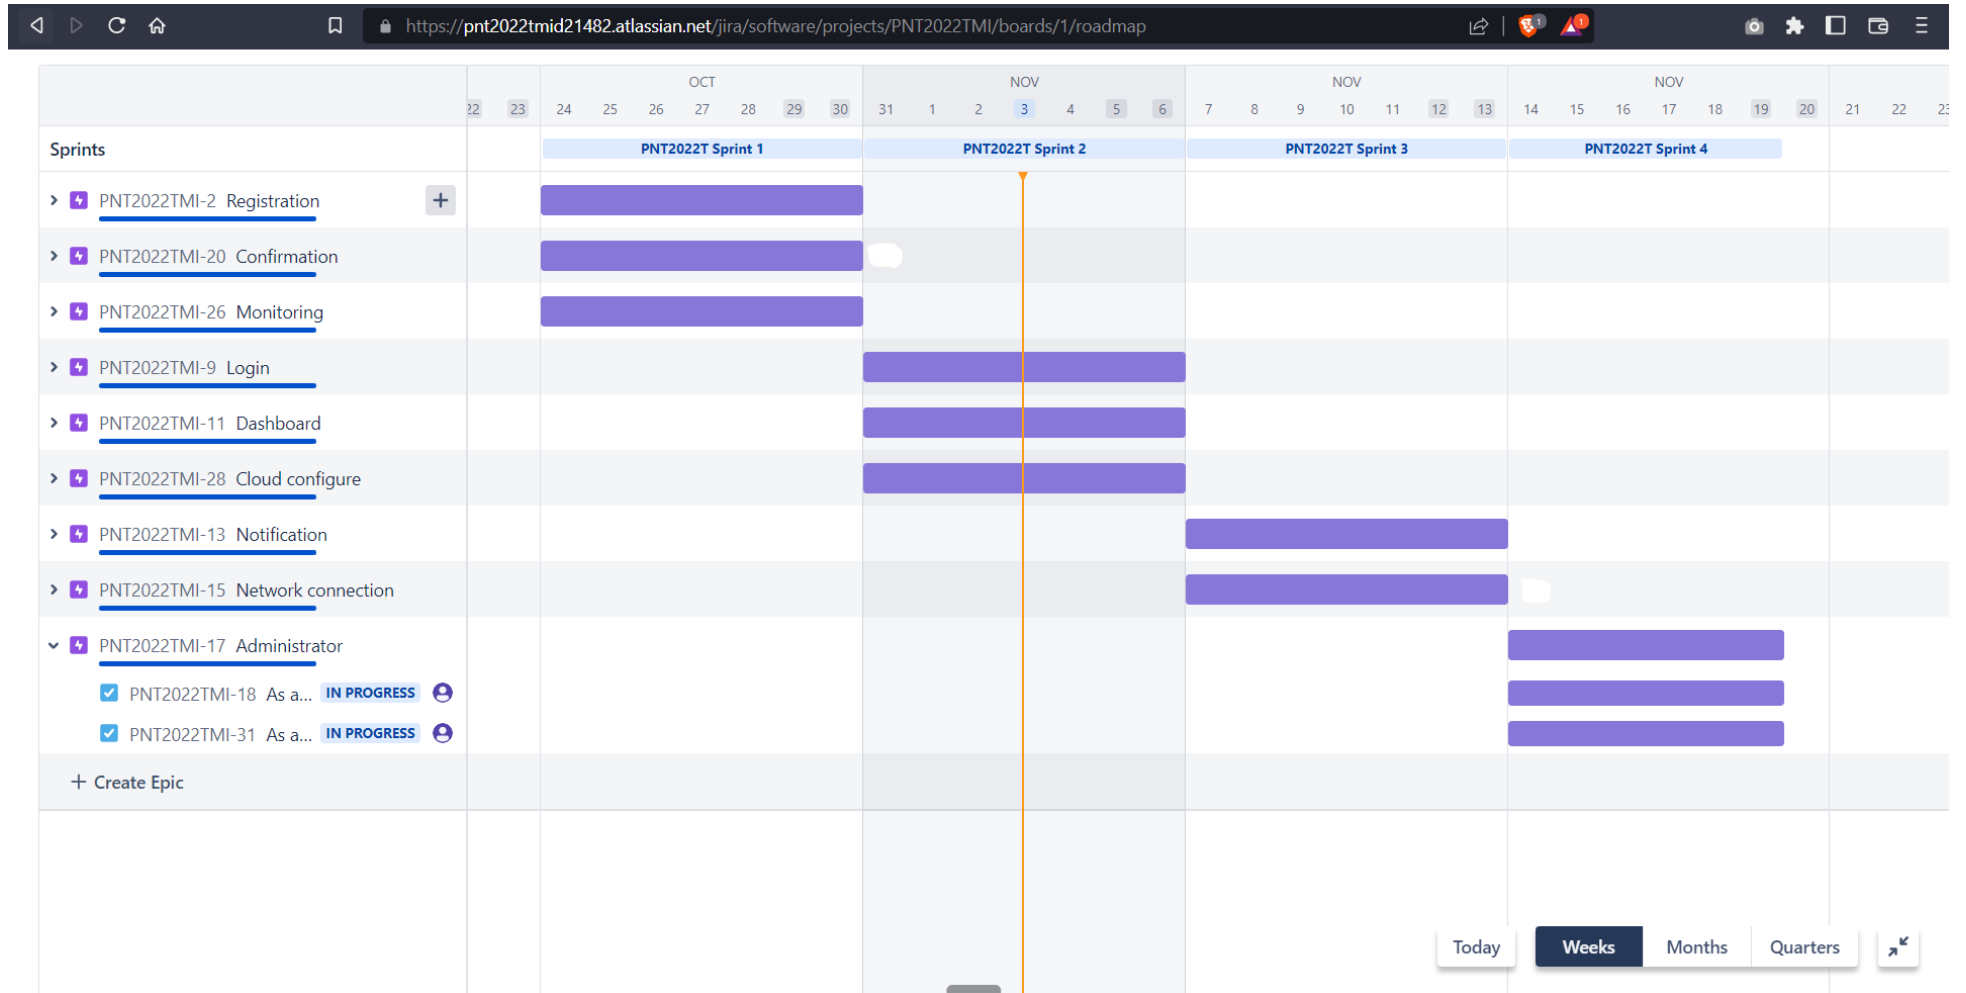 https://pnt2022tmid21482.atlassian.net/jira/software/projects/PNT2022TMI/boards/1/roadmap 1 1
OCT NOV NOV NOV
22 23 24 25 26 27 28 29 30 31 1 2 3 4 5 6 7 8 9 10 11 12 13 14 15 16 17 18 19 20 21 22 23
Sprints PNT2022T Sprint 1 PNT2022T Sprint 2 PNT2022T Sprint 3 PNT2022T Sprint 4
PNT2022TMI-2 Registration +
PNT2022TMI-20 Confirmation
PNT2022TMI-26 Monitoring
PNT2022TMI-9 Login
PNT2022TMI-11 Dashboard
PNT2022TMI-28 Cloud configure
PNT2022TMI-13 Notification
PNT2022TMI-15 Network connection
PNT2022TMI-17 Administrator
PNT2022TMI-18 As a... IN PROGRESS
PNT2022TMI-31 As a... IN PROGRESS
+ Create Epic
Today Weeks Months Quarters